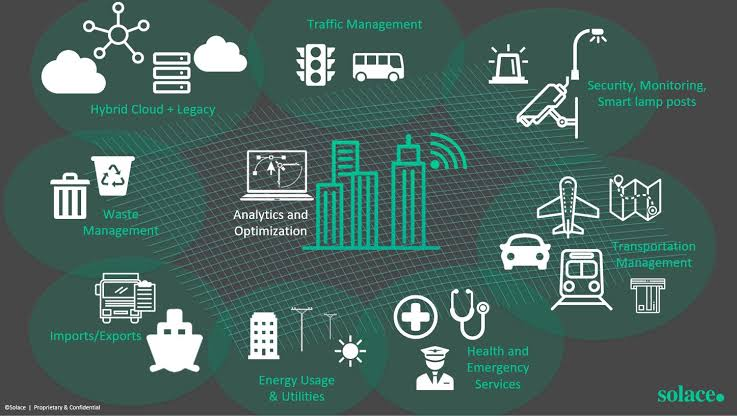 Traffic Management
Hybrid Cloud + Legacy
Security, Monitoring,
Smart lamp posts
Waste
Management
Analytics and
Optimization
Transportation
Management
Imports/Exports
Energy Usage
& Utilities
Health and
Emergency
Services
©Solace | Proprietary & Confidential
solace.